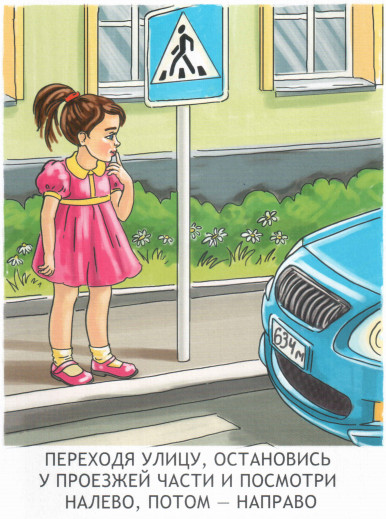 634м
ПЕРЕХОДЯ УЛИЦУ, ОСТАНОВИСЬ
У ПРОЕЗЖЕЙ ЧАСТИ И ПОСМОТРИ
НАЛЕВО, ПОТОМ — НАПРАВО